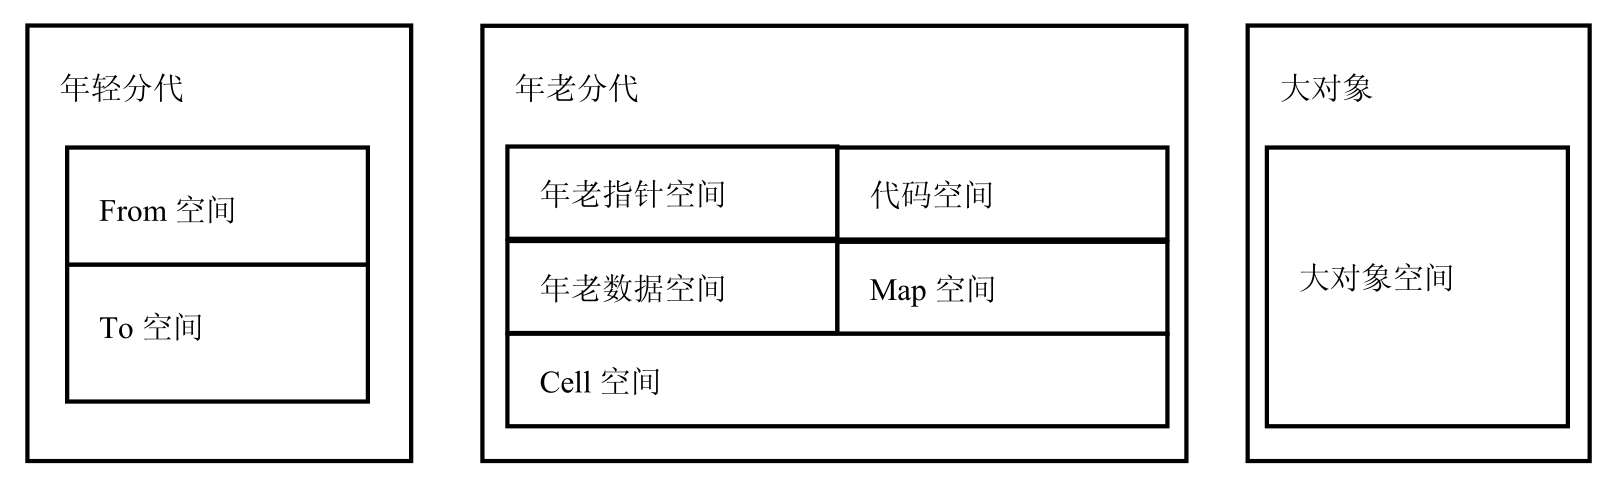 年轻分代
From 空间
To 空间
年老分代
年老指针空间
代码空间
年老数据空间
Map 空间
Cell 空间
大对象
大对象空间